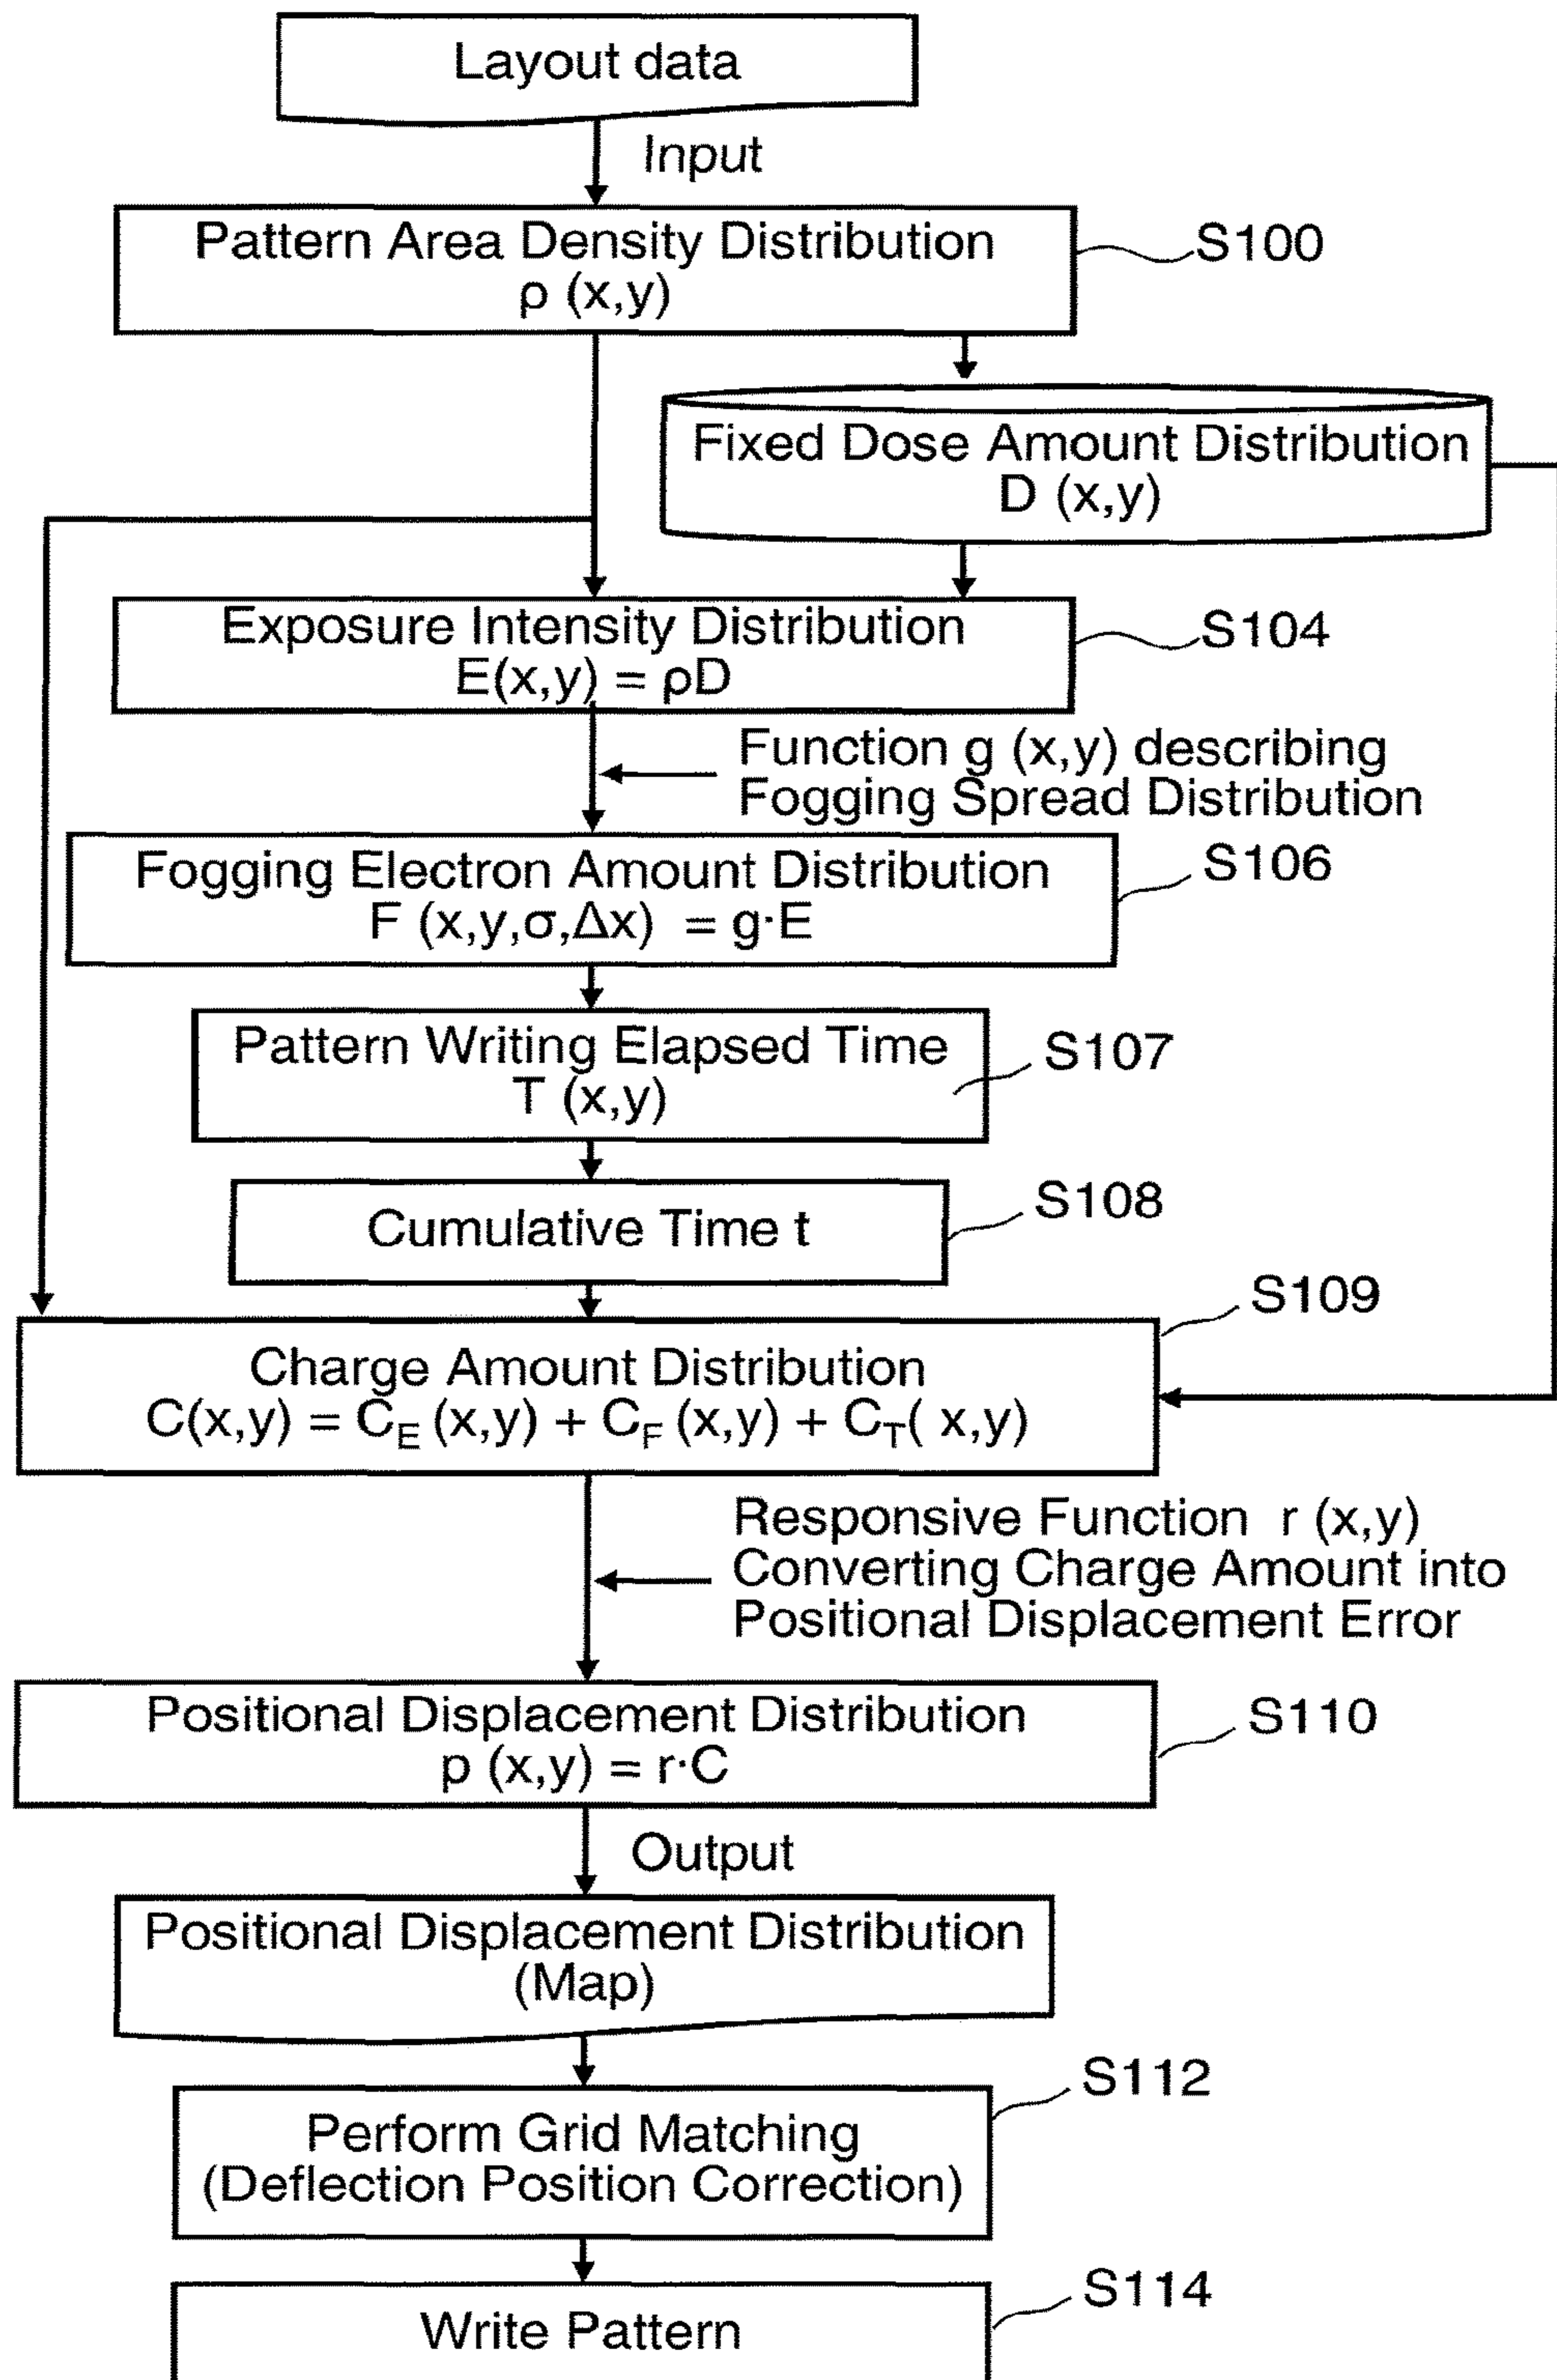 Layout data
Input
Pattern Area Density Distribution
ρ (x,y)
S100
Fixed Dose Amount Distribution
D (x,y)
Exposure Intensity Distribution
E(x,y) = ρD
S104
Function g (x,y) describing
Fogging Spread Distribution
Fogging Electron Amount Distribution
F (x,y,σ,Δx) = g·E
S106
Pattern Writing Elapsed Time
T (x,y)
S107
Cumulative Time t
S108
Charge Amount Distribution
C(x,y) = C_E (x,y) + C_F (x,y) + C_T( x,y)
S109
Responsive Function r (x,y)
Converting Charge Amount into
Positional Displacement Error
Positional Displacement Distribution
p (x,y) = r·C
S110
Output
Positional Displacement Distribution
(Map)
Perform Grid Matching
(Deflection Position Correction)
S112
Write Pattern
S114